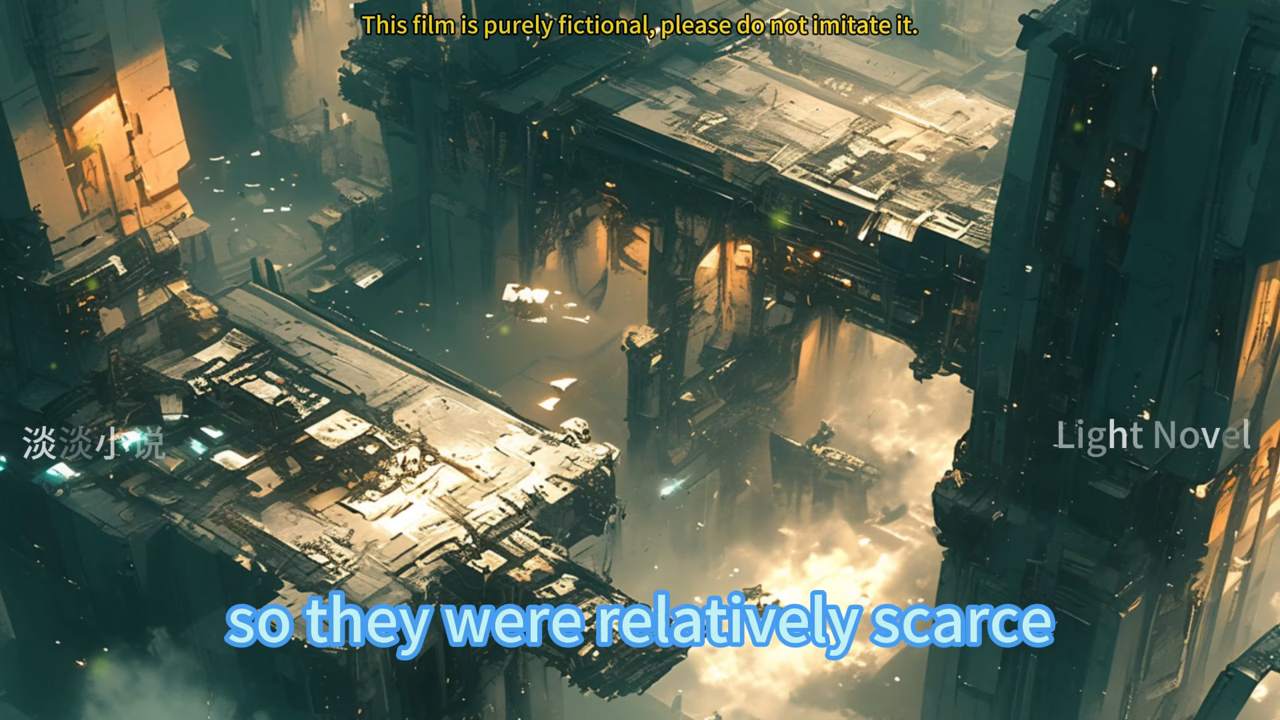 This film is purely fictional, please do not imitate it.
淡淡小说
Light Novel
so they were relatively scarce